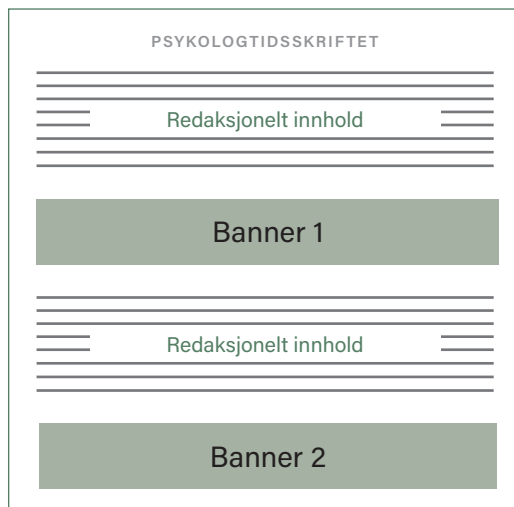 PSYKOLOGTIDSSKRIFTET
Redaksjonelt innhold
Banner 1
Redaksjonelt innhold
Banner 2